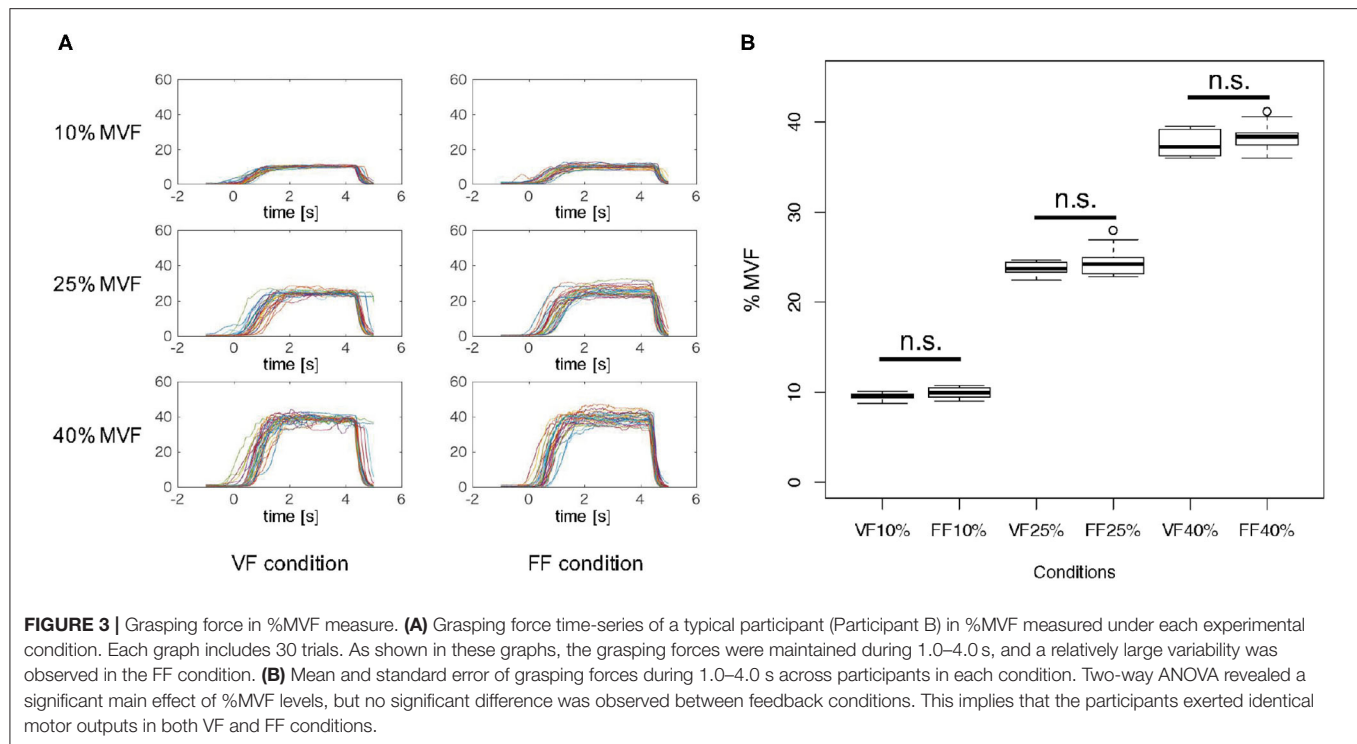 A
B
10% MVF
60
40
20
0
-2 0 2 4 6
time [s]
60
40
20
0
-2 0 2 4 6
time [s]
25% MVF
60
40
20
0
-2 0 2 4 6
time [s]
60
40
20
0
-2 0 2 4 6
time [s]
40% MVF
60
40
20
0
-2 0 2 4 6
time [s]
60
40
20
0
-2 0 2 4 6
time [s]
VF condition
FF condition
% MVF
40
30
20
10
0
n.s.
n.s.
n.s.
VF10% FF10% VF25% FF25% VF40% FF40%
Conditions
FIGURE 3 | Grasping force in %MVF measure. (A) Grasping force time-series of a typical participant (Participant B) in %MVF measured under each experimental
condition. Each graph includes 30 trials. As shown in these graphs, the grasping forces were maintained during 1.0–4.0 s, and a relatively large variability was
observed in the FF condition. (B) Mean and standard error of grasping forces during 1.0–4.0 s across participants in each condition. Two-way ANOVA revealed a
significant main effect of %MVF levels, but no significant difference was observed between feedback conditions. This implies that the participants exerted identical
motor outputs in both VF and FF conditions.